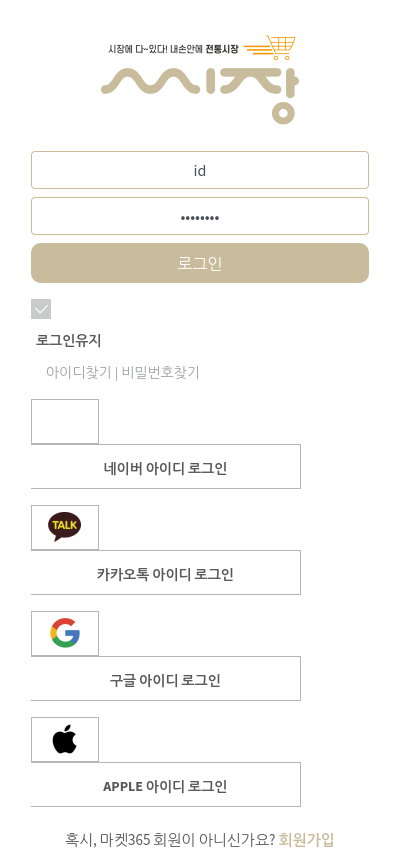 시장에 다~있다! 내손안에 전통시장
씨장
id
••••••••
로그인
로그인유지
아이디찾기 | 비밀번호찾기
네이버 아이디 로그인
TALK
카카오톡 아이디 로그인
G
구글 아이디 로그인
APPLE 아이디 로그인
혹시, 마켓365 회원이 아니신가요? 회원가입